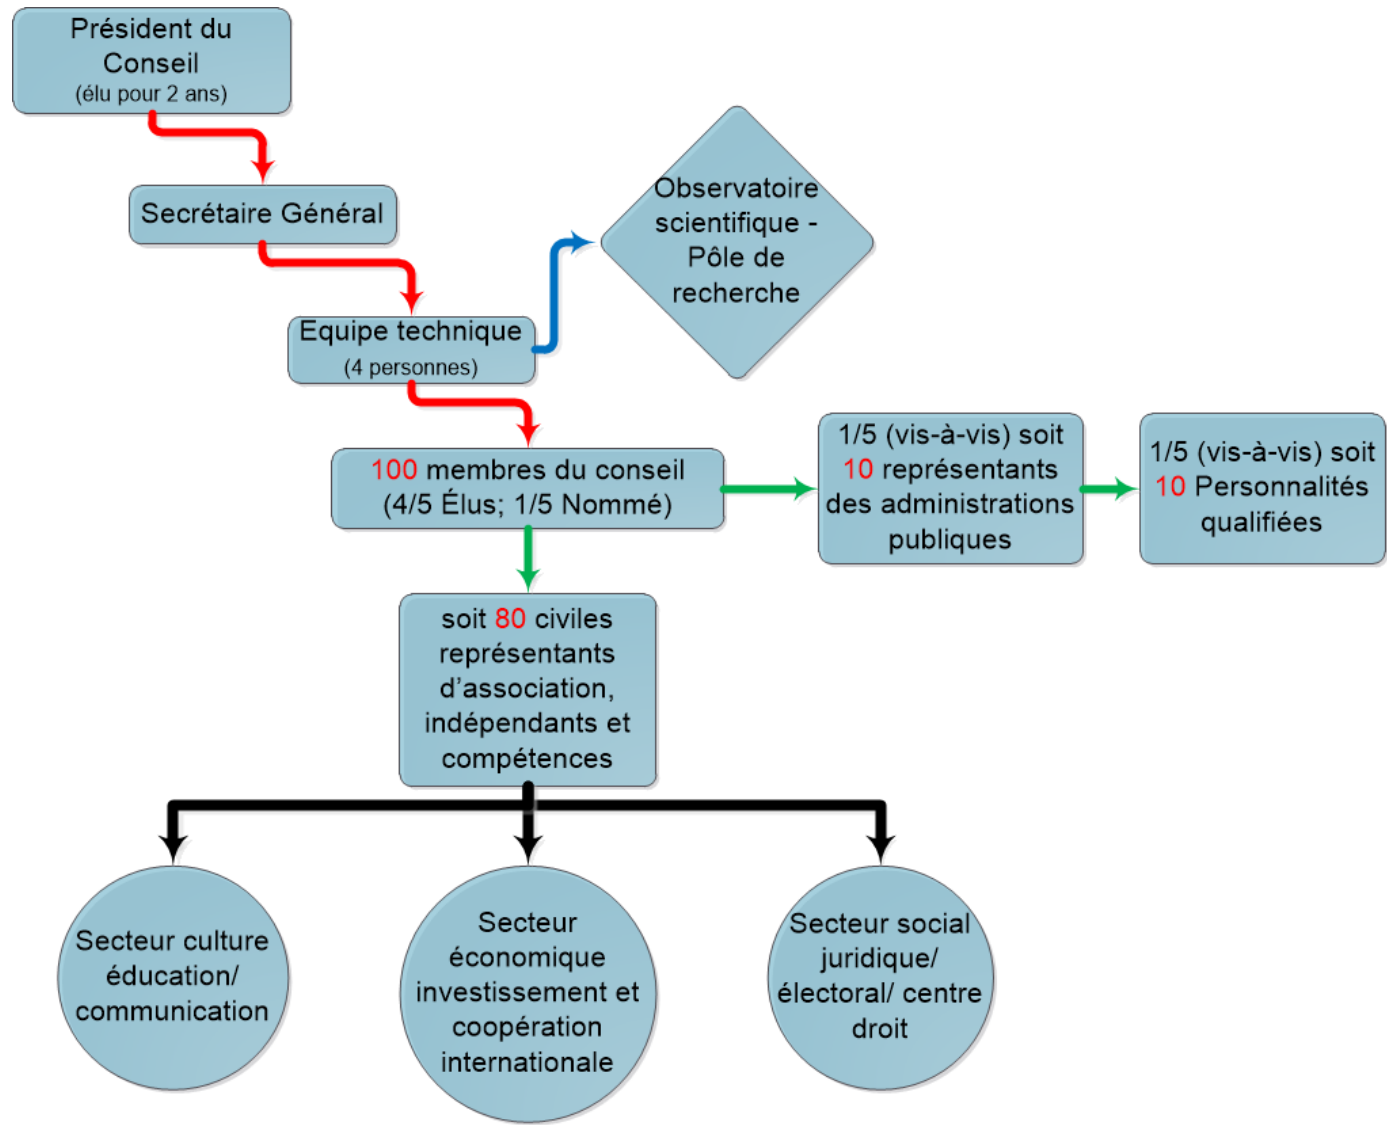 Président du
Conseil
(élu pour 2 ans)
Secrétaire Général
Observatoire
scientifique -
Pôle de
recherche
Equipe technique
(4 personnes)
100 membres du conseil
(4/5 Élus; 1/5 Nommé)
1/5 (vis-à-vis) soit
10 représentants
des administrations
publiques
1/5 (vis-à-vis) soit
10 Personnalités
qualifiées
soit 80 civiles
représentants
d’association,
indépendants et
compétences
Secteur culture
éducation/
communication
Secteur
économique
investissement et
coopération
internationale
Secteur social
juridique/
électoral/ centre
droit